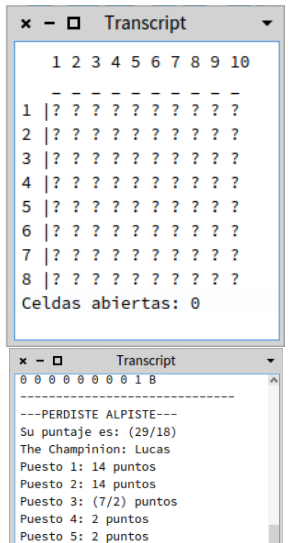 Transcript
1 2 3 4 5 6 7 8 9 10
_ _ _ _ _ _ _ _ _ _
1 |? ? ? ? ? ? ? ? ? ?
2 |? ? ? ? ? ? ? ? ? ?
3 |? ? ? ? ? ? ? ? ? ?
4 |? ? ? ? ? ? ? ? ? ?
5 |? ? ? ? ? ? ? ? ? ?
6 |? ? ? ? ? ? ? ? ? ?
7 |? ? ? ? ? ? ? ? ? ?
8 |? ? ? ? ? ? ? ? ? ?
Celdas abiertas: 0
Transcript
0 0 0 0 0 0 0 0 1 B
------------------------------
---PERDISTE ALPISTE---
Su puntaje es: (29/18)
The Champinion: Lucas
Puesto 1: 14 puntos
Puesto 2: 14 puntos
Puesto 3: (7/2) puntos
Puesto 4: 2 puntos
Puesto 5: 2 puntos